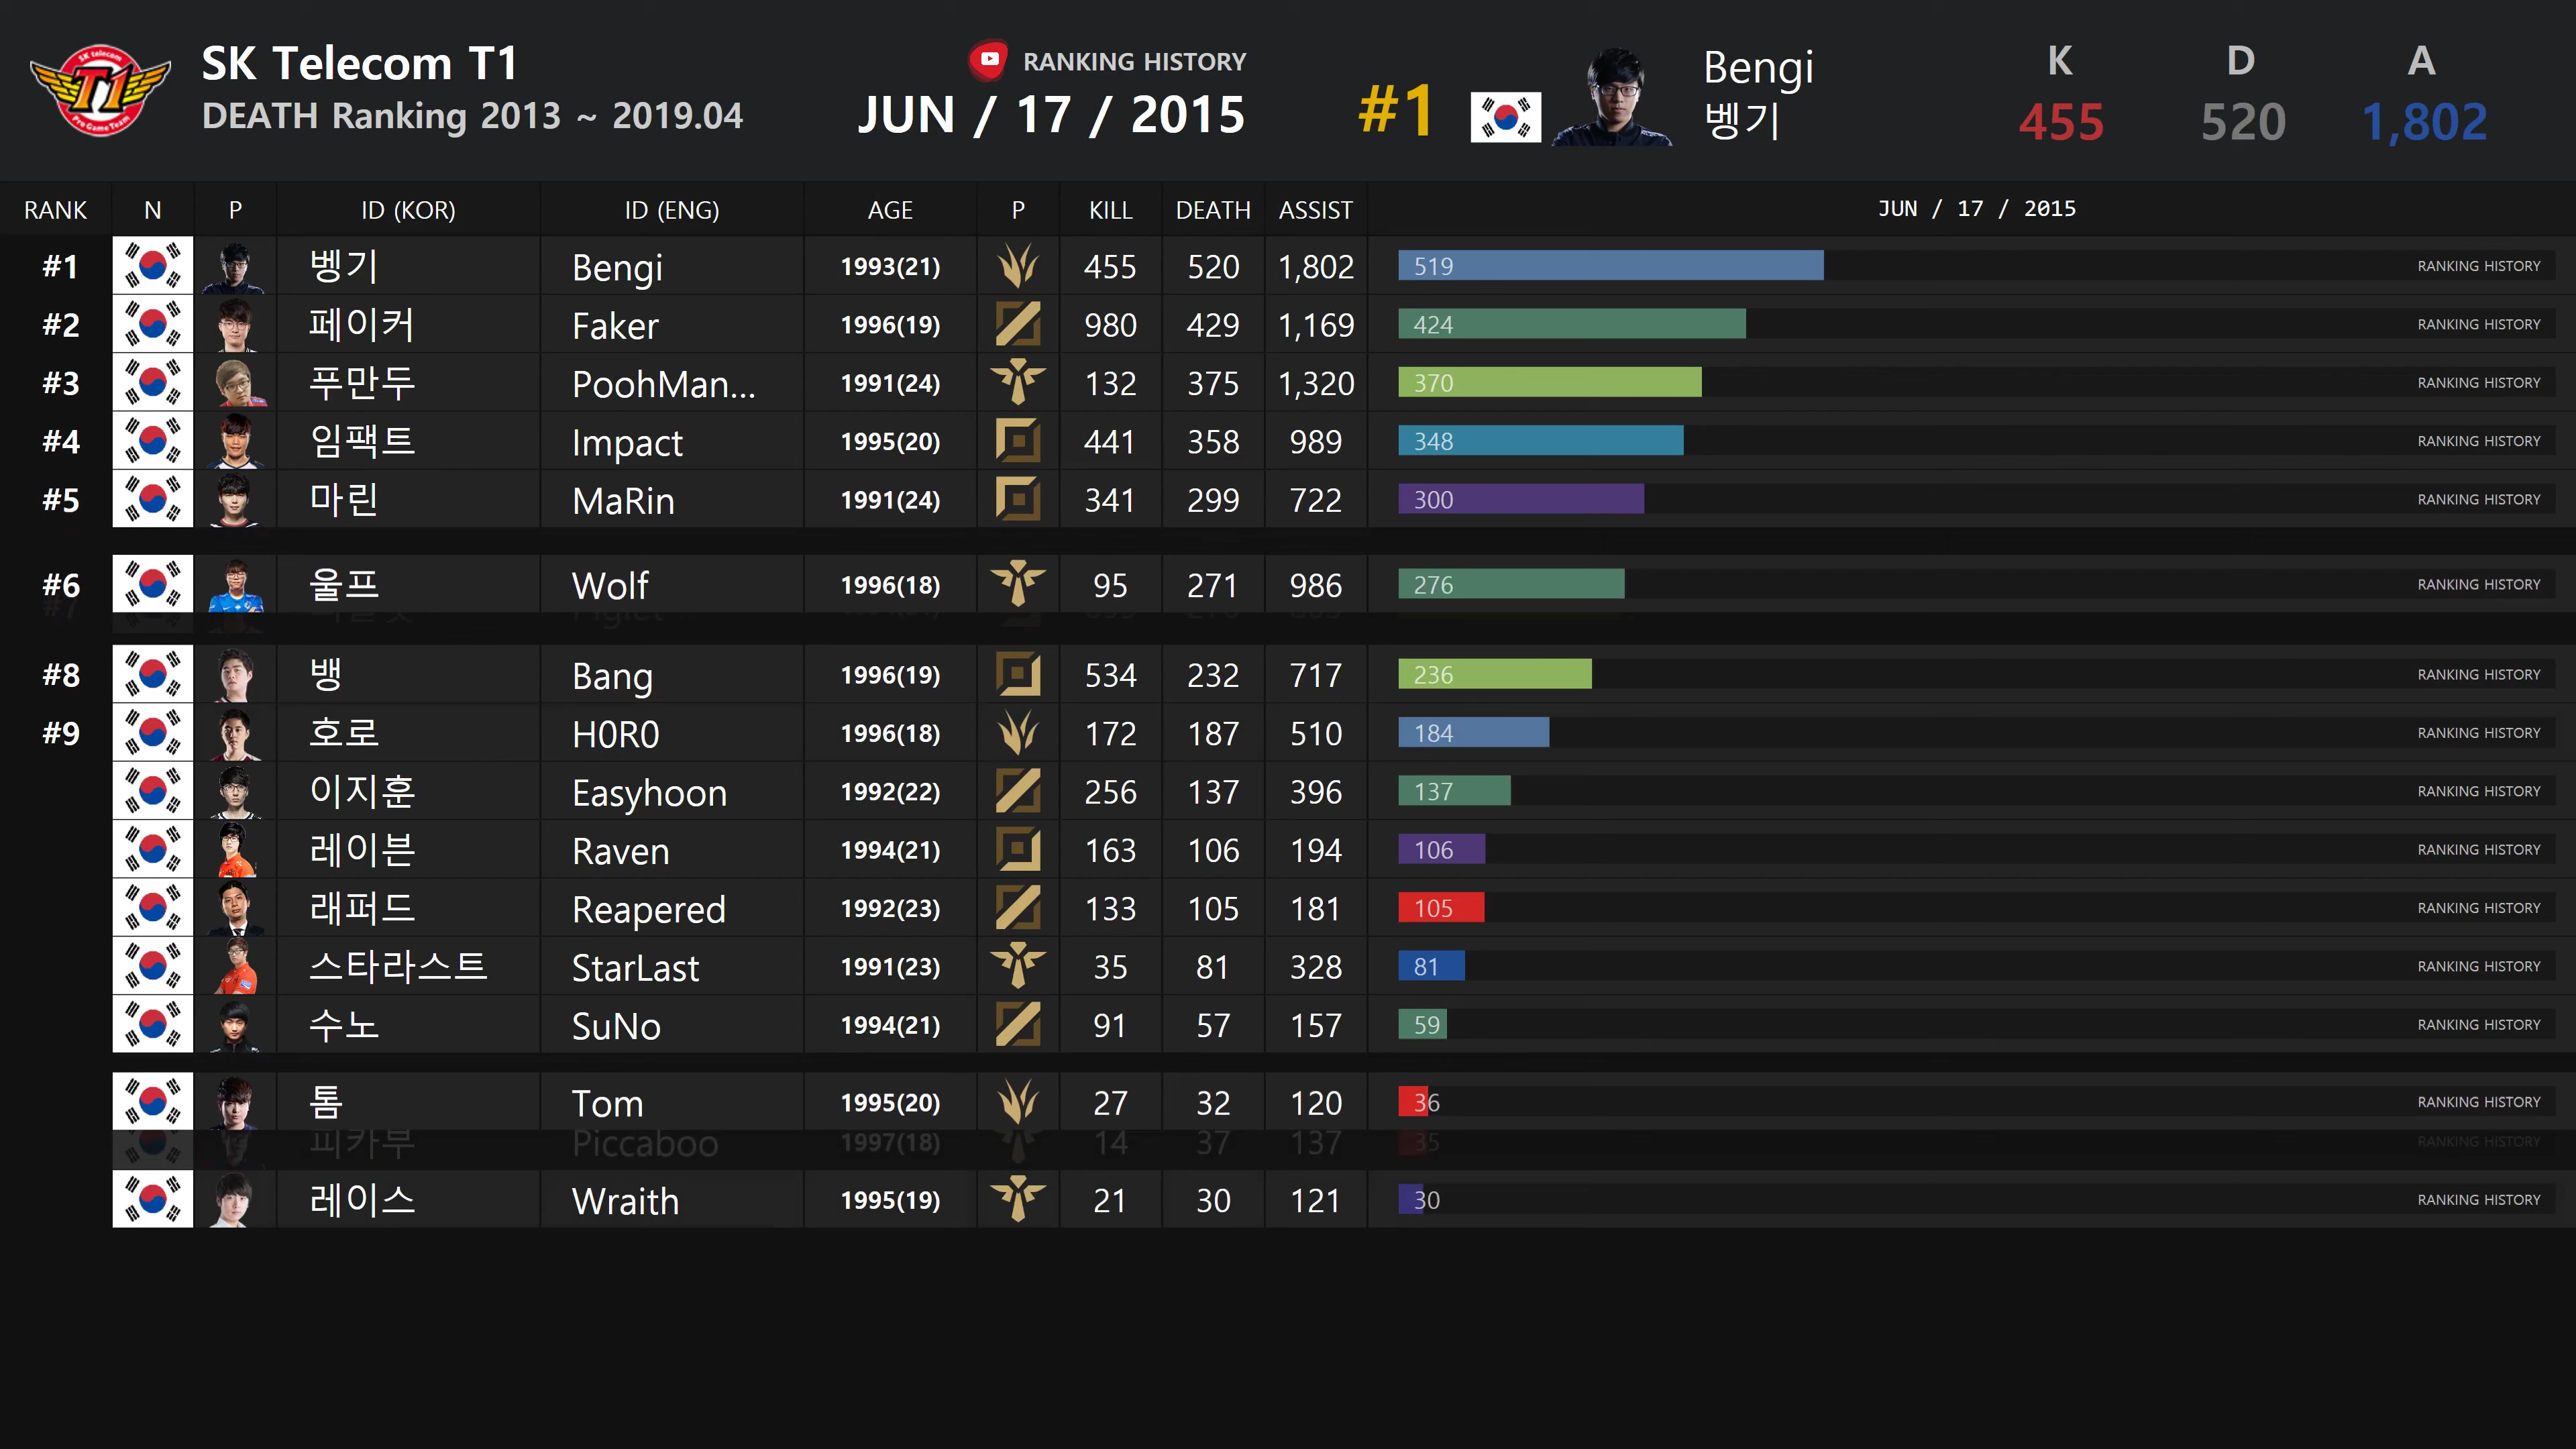 SK telecom
T1
Pro Game Team
SK Telecom T1
DEATH Ranking 2013 ~ 2019.04
RANKING HISTORY
JUN / 17 / 2015
#1
Bengi
벵기
K D A
455 520 1,802
RANK N P ID (KOR) ID (ENG) AGE P KILL DEATH ASSIST JUN / 17 / 2015
#1 벵기 Bengi 1993(21) 455 520 1,802 519 RANKING HISTORY
#2 페이커 Faker 1996(19) 980 429 1,169 424 RANKING HISTORY
#3 푸만두 PoohMan... 1991(24) 132 375 1,320 370 RANKING HISTORY
#4 임팩트 Impact 1995(20) 441 358 989 348 RANKING HISTORY
#5 마린 MaRin 1991(24) 341 299 722 300 RANKING HISTORY
#6 울프 Wolf 1996(18) 95 271 986 276 RANKING HISTORY
#7 Piglet
#8 뱅 Bang 1996(19) 534 232 717 236 RANKING HISTORY
#9 호로 H0R0 1996(18) 172 187 510 184 RANKING HISTORY
이지훈 Easyhoon 1992(22) 256 137 396 137 RANKING HISTORY
레이븐 Raven 1994(21) 163 106 194 106 RANKING HISTORY
래퍼드 Reapered 1992(23) 133 105 181 105 RANKING HISTORY
스타라스트 StarLast 1991(23) 35 81 328 81 RANKING HISTORY
수노 SuNo 1994(21) 91 57 157 59 RANKING HISTORY
톰 Tom 1995(20) 27 32 120 36 RANKING HISTORY
피카부 Piccaboo 1997(18) 14 37 137 35 RANKING HISTORY
레이스 Wraith 1995(19) 21 30 121 30 RANKING HISTORY